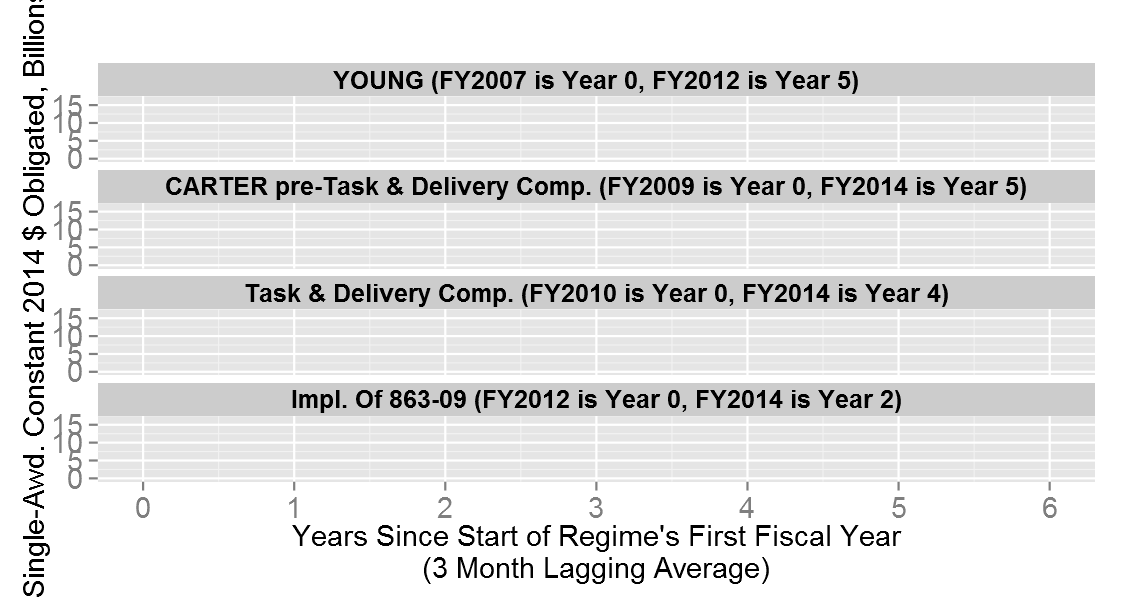 Single-Awd. Constant 2014 $ Obligated, Billions
YOUNG (FY2007 is Year 0, FY2012 is Year 5)
15
10
5
0
CARTER pre-Task & Delivery Comp. (FY2009 is Year 0, FY2014 is Year 5)
15
10
5
0
Task & Delivery Comp. (FY2010 is Year 0, FY2014 is Year 4)
15
10
5
0
Impl. Of 863-09 (FY2012 is Year 0, FY2014 is Year 2)
15
10
5
0
0 1 2 3 4 5 6
Years Since Start of Regime's First Fiscal Year
(3 Month Lagging Average)